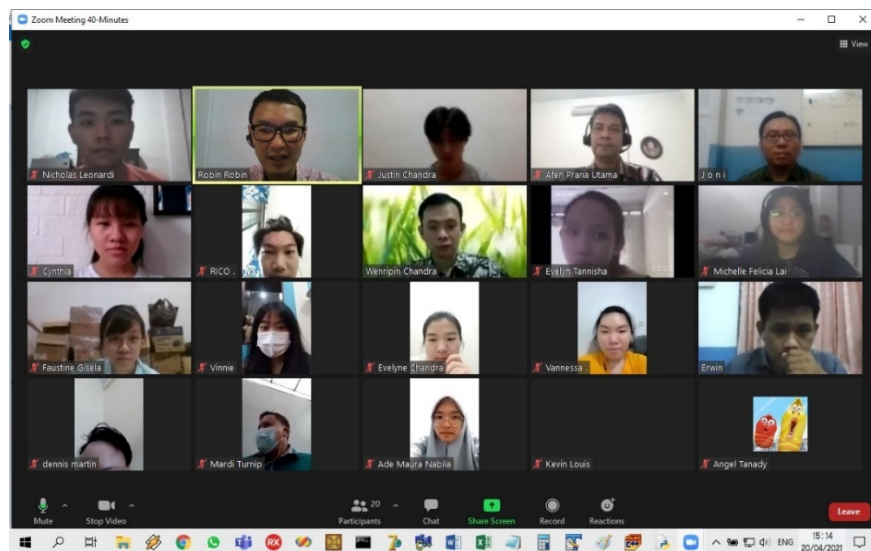 Zoom Meeting 40-Minutes
View
Nicholas Leonardi
Robin Robin
Justin Chandra
Afen Prana Utama
J o n i
Cynthia
RICO .
Wenripin Chandra
Evelyn Tannisha
Michelle Felicia Lai
Faustine Gisela
Vinnie
Evelyne Chandra
Vannessa .
Erwin
dennis martin
Mardi Turnip
Ade Maura Nabila
Kevin Louis
Angel Tanady
Mute
Stop Video
20
Participants
Chat
Share Screen
Record
Reactions
Leave
ENG
15:14
20/04/2021